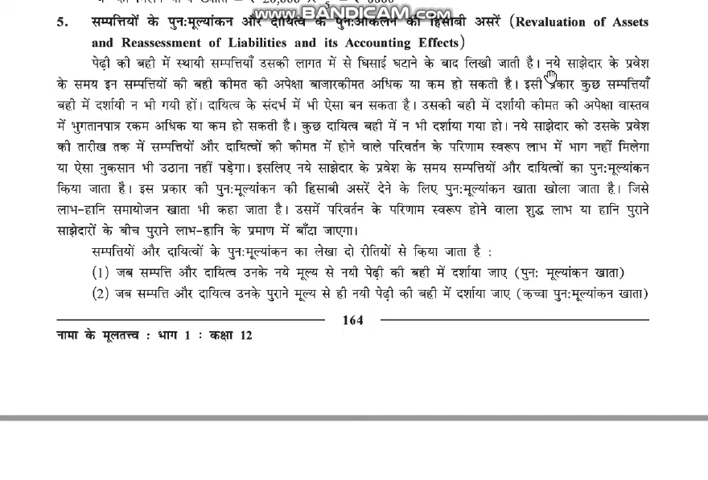 WWW.BANDICAM.COM
5. सम्पत्तियों के पुनःमूल्यांकन और दायित्व के पुनःआकलन की हिसाबी असरें (Revaluation of Assets
and Reassessment of Liabilities and its Accounting Effects)
पेढ़ी की बही में स्थायी सम्पत्तियाँ उसकी लागत में से घिसाई घटाने के बाद लिखी जाती है। नये साझेदार के प्रवेश
के समय इन सम्पत्तियों की बही कीमत की अपेक्षा बाजारकीमत अधिक या कम हो सकती है। इसी प्रकार कुछ सम्पत्तियाँ
बही में दर्शायी न भी गयी हों। दायित्व के संदर्भ में भी ऐसा बन सकता है। उसकी बही में दर्शायी कीमत की अपेक्षा वास्तव
में भुगतानपात्र रकम अधिक या कम हो सकती है। कुछ दायित्व बही में न भी दर्शाया गया हो। नये साझेदार को उसके प्रवेश
की तारीख तक में सम्पत्तियों और दायित्वों की कीमत में होने वाले परिवर्तन के परिणाम स्वरूप लाभ में भाग नहीं मिलेगा
या ऐसा नुकसान भी उठाना नहीं पड़ेगा। इसलिए नये साझेदार के प्रवेश के समय सम्पत्तियों और दायित्वों का पुनःमूल्यांकन
किया जाता है। इस प्रकार की पुनःमूल्यांकन की हिसाबी असरें देने के लिए पुनःमूल्यांकन खाता खोला जाता है। जिसे
लाभ-हानि समायोजन खाता भी कहा जाता है। उसमें परिवर्तन के परिणाम स्वरूप होने वाला शुद्ध लाभ या हानि पुराने
साझेदारों के बीच पुराने लाभ-हानि के प्रमाण में बाँटा जाएगा।
सम्पत्तियों और दायित्वों के पुनःमूल्यांकन का लेखा दो रीतियों से किया जाता है :
(1) जब सम्पत्ति और दायित्व उनके नये मूल्य से नयी पेढ़ी की बही में दर्शाया जाए (पुनः मूल्यांकन खाता)
(2) जब सम्पत्ति और दायित्व उनके पुराने मूल्य से ही नयी पेढ़ी की बही में दर्शाया जाए (कच्चा पुनःमूल्यांकन खाता)
164
नामा के मूलतत्त्व : भाग 1 : कक्षा 12